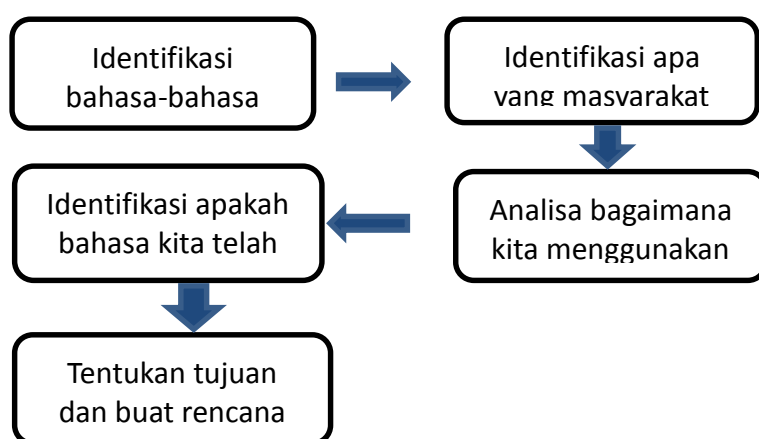 Identifikasi
bahasa-bahasa
Identifikasi apa
yang masyarakat
Analisa bagaimana
kita menggunakan
Identifikasi apakah
bahasa kita telah
Tentukan tujuan
dan buat rencana